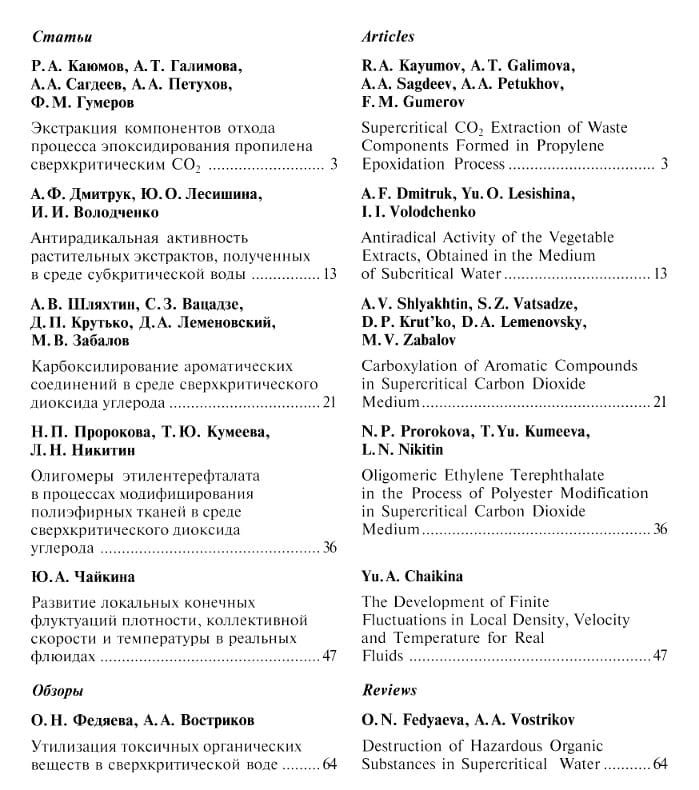 Статьи
Р. А. Каюмов, А. Т. Галимова,
А. А. Сагдеев, А. А. Петухов,
Ф. М. Гумеров
Экстракция компонентов отхода
процесса эпоксидирования пропилена
сверхкритическим CO₂ .......................... 3
А. Ф. Дмитрук, Ю. О. Лесишина,
И. И. Володченко
Антирадикальная активность
растительных экстрактов, полученных
в среде субкритической воды ................ 13
А. В. Шляхтин, С. З. Вацадзе,
Д. П. Крутько, Д. А. Леменовский,
М. В. Забалов
Карбоксилирование ароматических
соединений в среде сверхкритического
диоксида углерода .................................. 21
Н. П. Пророкова, Т. Ю. Кумеева,
Л. Н. Никитин
Олигомеры этилентерефталата
в процессах модифицирования
полиэфирных тканей в среде
сверхкритического диоксида
углерода ................................................. 36
Ю. А. Чайкина
Развитие локальных конечных
флуктуаций плотности, коллективной
скорости и температуры в реальных
флюидах ................................................. 47
Обзоры
О. Н. Федяева, А. А. Востриков
Утилизация токсичных органических
веществ в сверхкритической воде ......... 64
Articles
R. A. Kayumov, A. T. Galimova,
A. A. Sagdeev, A. A. Petukhov,
F. M. Gumerov
Supercritical CO₂ Extraction of Waste
Components Formed in Propylene
Epoxidation Process ................................ 3
A. F. Dmitruk, Yu. O. Lesishina,
I. I. Volodchenko
Antiradical Activity of the Vegetable
Extracts, Obtained in the Medium
of Subcritical Water ................................ 13
A. V. Shlyakhtin, S. Z. Vatsadze,
D. P. Krut'ko, D. A. Lemenovsky,
M. V. Zabalov
Carboxylation of Aromatic Compounds
in Supercritical Carbon Dioxide
Medium .................................................. 21
N. P. Prorokova, T. Yu. Kumeeva,
L. N. Nikitin
Oligomeric Ethylene Terephthalate
in the Process of Polyester Modification
in Supercritical Carbon Dioxide
Medium .................................................. 36
Yu. A. Chaikina
The Development of Finite
Fluctuations in Local Density, Velocity
and Temperature for Real
Fluids ..................................................... 47
Reviews
O. N. Fedyaeva, A. A. Vostrikov
Destruction of Hazardous Organic
Substances in Supercritical Water ........... 64